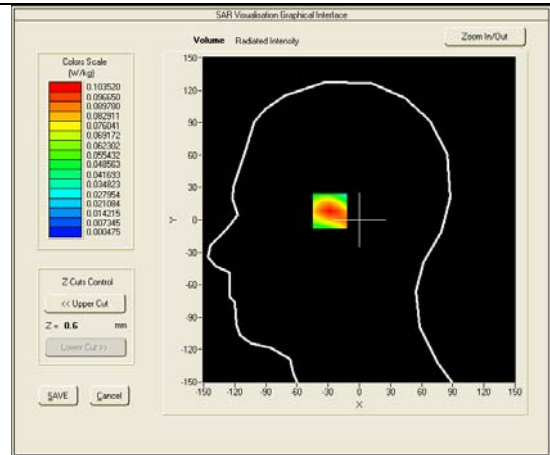 SAR Visualisation Graphical Interface
Volume Radiated Intensity
Zoom In/Out
Colors Scale
(W/kg)
0.103520
0.096650
0.089780
0.082911
0.076041
0.069172
0.062302
0.055432
0.048563
0.041693
0.034823
0.027954
0.021084
0.014215
0.007345
0.000475
Z Cuts Control
<< Upper Cut
Z = 0.6 mm
Lower Cut >>
SAVE Cancel
150
120
90
60
30
0
-30
-60
-90
-120
-150
Y
-150 -120 -90 -60 -30 0 30 60 90 120 150
X